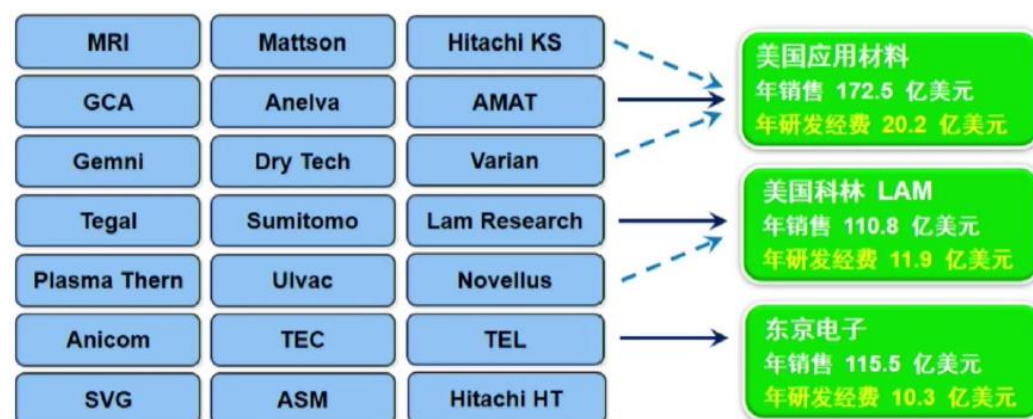 MRI Mattson Hitachi KS
GCA Anelva AMAT
Gemni Dry Tech Varian
Tegal Sumitomo Lam Research
Plasma Thern Ulvac Novellus
Anicom TEC TEL
SVG ASM Hitachi HT
美国应用材料
年销售 172.5 亿美元
年研发经费 20.2 亿美元
美国科林 LAM
年销售 110.8 亿美元
年研发经费 11.9 亿美元
东京电子
年销售 115.5 亿美元
年研发经费 10.3 亿美元